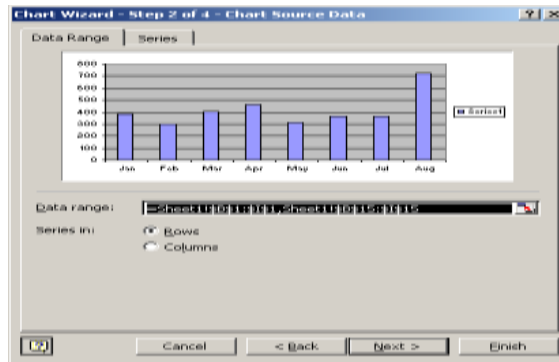 Chart Wizard - Step 2 of 4 - Chart Source Data
Data Range Series
800
700
600
500
400
300
200
100
0
Jan Feb Mar Apr May Jun Jul Aug
Series1
Data range:
Series in: Rows
Columns
Cancel < Back Next > Finish